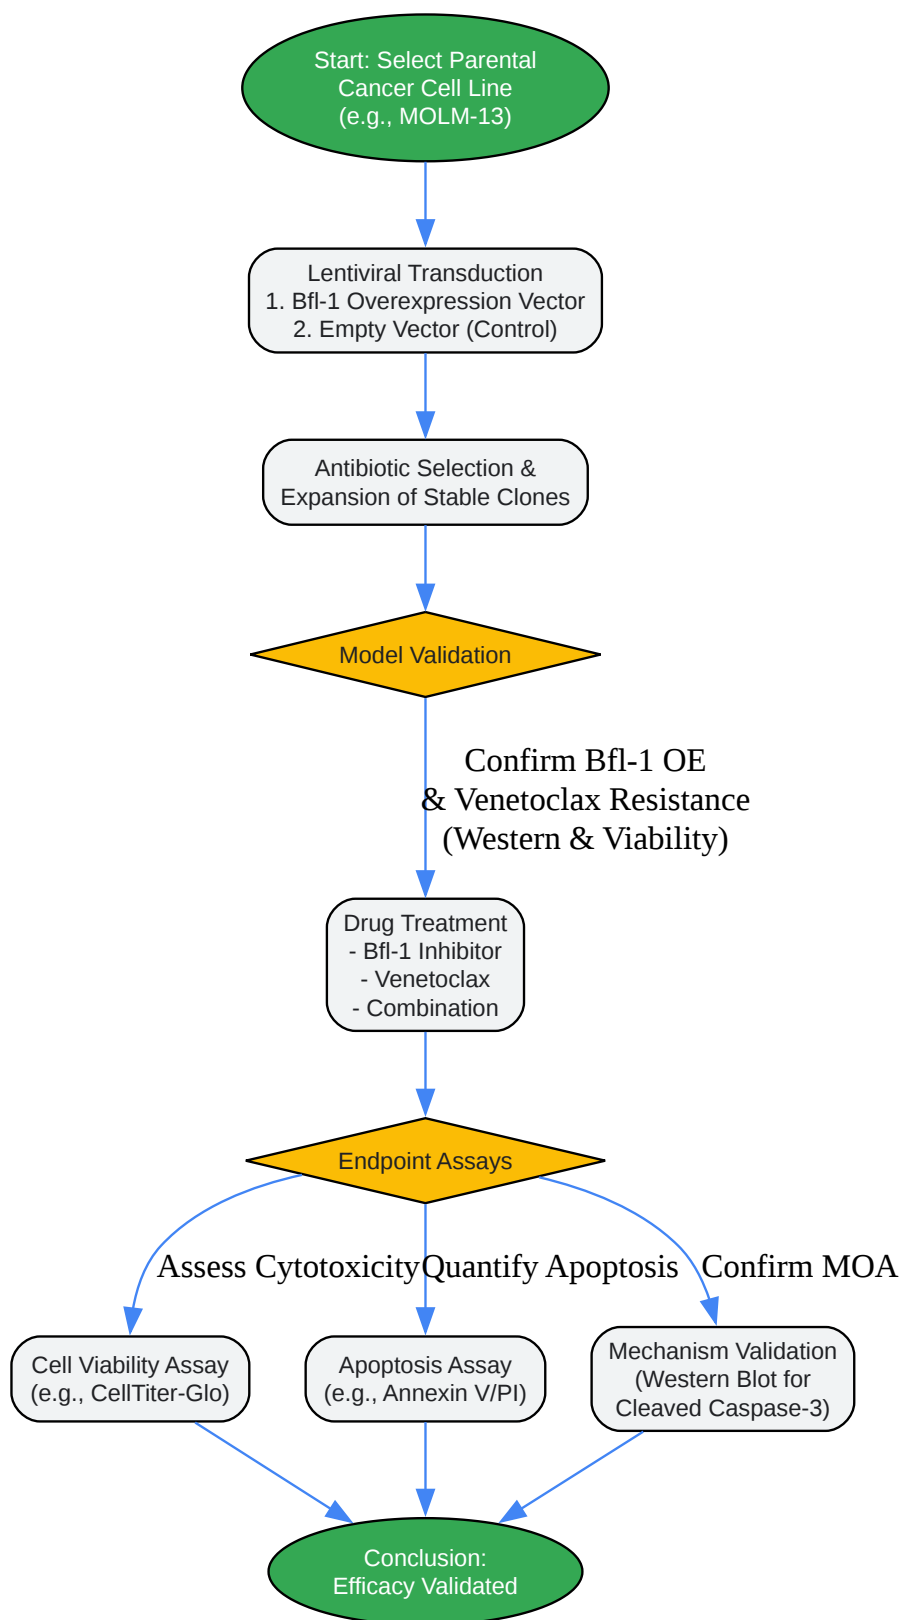 Start: Select Parental
Cancer Cell Line
(e.g., MOLM-13)
Lentiviral Transduction
1. Bfl-1 Overexpression Vector
2. Empty Vector (Control)
Antibiotic Selection &
Expansion of Stable Clones
Model Validation
Confirm Bfl-1 OE
& Venetoclax Resistance
(Western & Viability)
Drug Treatment
- Bfl-1 Inhibitor
- Venetoclax
- Combination
Endpoint Assays
Assess Cytotoxicity
Quantify Apoptosis
Confirm MOA
Cell Viability Assay
(e.g., CellTiter-Glo)
Apoptosis Assay
(e.g., Annexin V/PI)
Mechanism Validation
(Western Blot for
Cleaved Caspase-3)
Conclusion:
Efficacy Validated